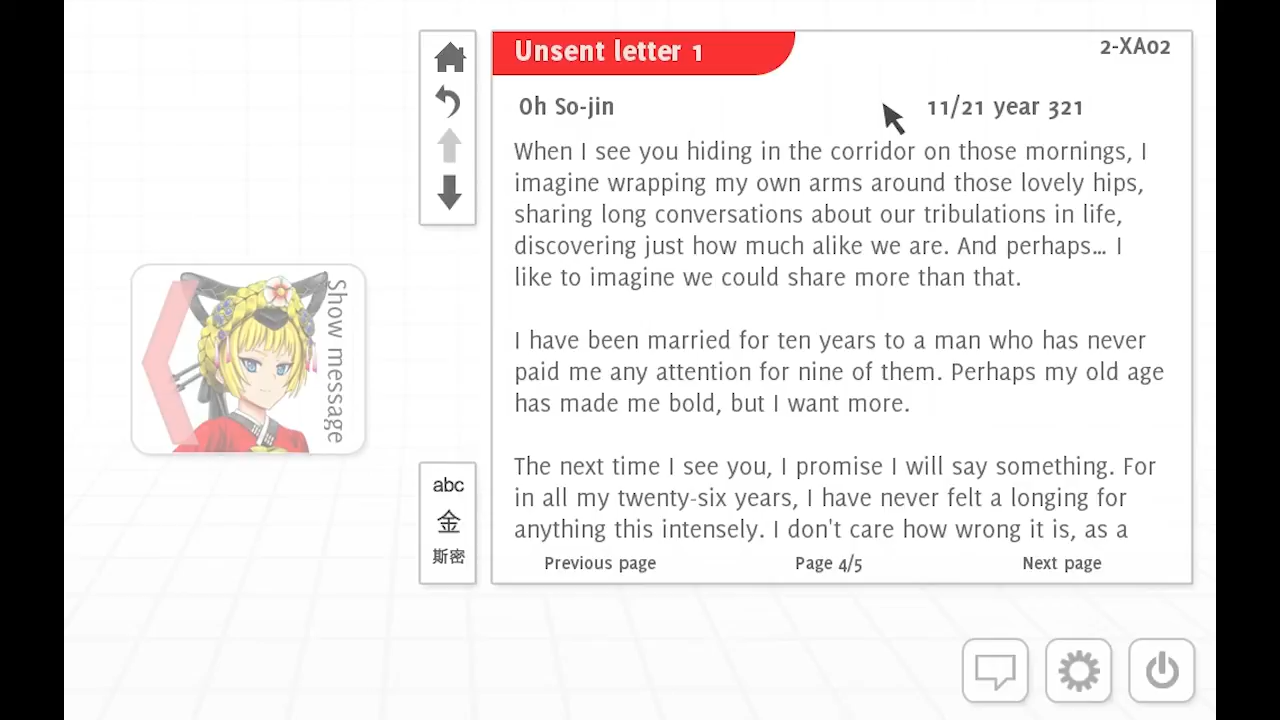 Unsent letter 1
2-XA02
Oh So-jin
11/21 year 321
When I see you hiding in the corridor on those mornings, I
imagine wrapping my own arms around those lovely hips,
sharing long conversations about our tribulations in life,
discovering just how much alike we are. And perhaps... I
like to imagine we could share more than that.
I have been married for ten years to a man who has never
paid me any attention for nine of them. Perhaps my old age
has made me bold, but I want more.
The next time I see you, I promise I will say something. For
in all my twenty-six years, I have never felt a longing for
anything this intensely. I don't care how wrong it is, as a
Previous page
Page 4/5
Next page
Show message
abc
金
斯密